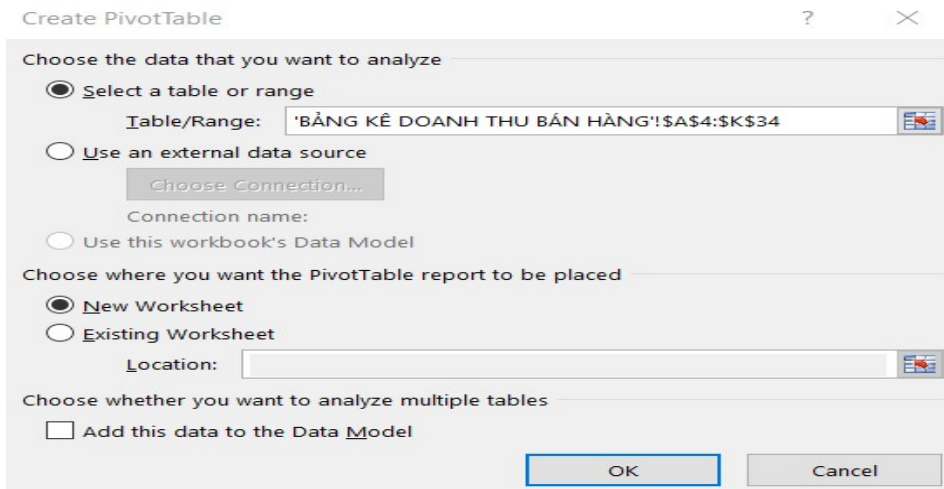 Create PivotTable ?
Choose the data that you want to analyze
Select a table or range
Table/Range: 'BẢNG KÊ DOANH THU BÁN HÀNG'!$A$4:$K$34
Use an external data source
Choose Connection...
Connection name:
Use this workbook's Data Model
Choose where you want the PivotTable report to be placed
New Worksheet
Existing Worksheet
Location:
Choose whether you want to analyze multiple tables
Add this data to the Data Model
OK Cancel